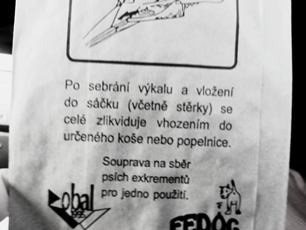 Po sebrání výkalu a vložení
do sáčku (včetně stěrky) se
celé zlikviduje vhozením do
určeného koše nebo popelnice.
Souprava na sběr
psích exkrementů
pro jedno použití.
Obal